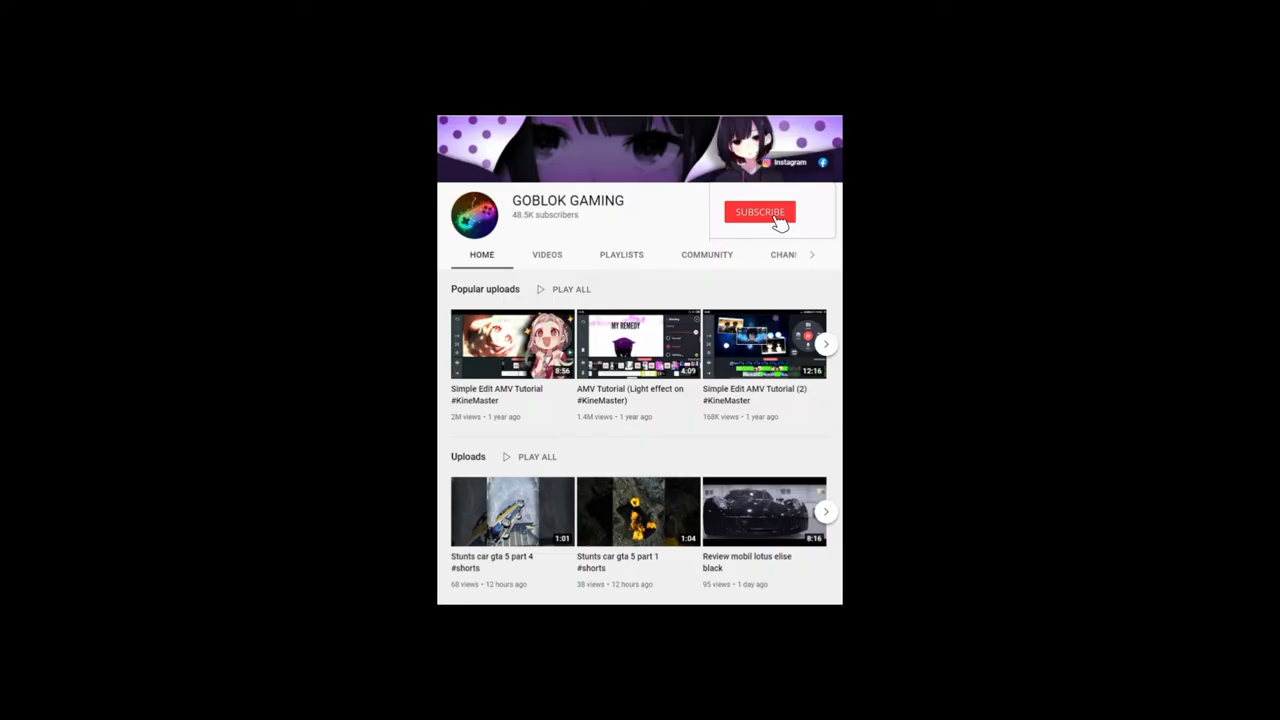 Instagram
GOBLOK GAMING
48.5K subscribers
SUBSCRIBE
HOME VIDEOS PLAYLISTS COMMUNITY CHAN
Popular uploads PLAY ALL
MY REMEDY
8:56 4:09 12:16
Simple Edit AMV Tutorial AMV Tutorial (Light effect on Simple Edit AMV Tutorial (2)
#KineMaster #KineMaster) #KineMaster
2M views • 1 year ago 1.4M views • 1 year ago 168K views • 1 year ago
Uploads PLAY ALL
1:01 1:04 8:16
Stunts car gta 5 part 4 Stunts car gta 5 part 1 Review mobil lotus elise
#shorts #shorts black
68 views • 12 hours ago 38 views • 12 hours ago 95 views • 1 day ago